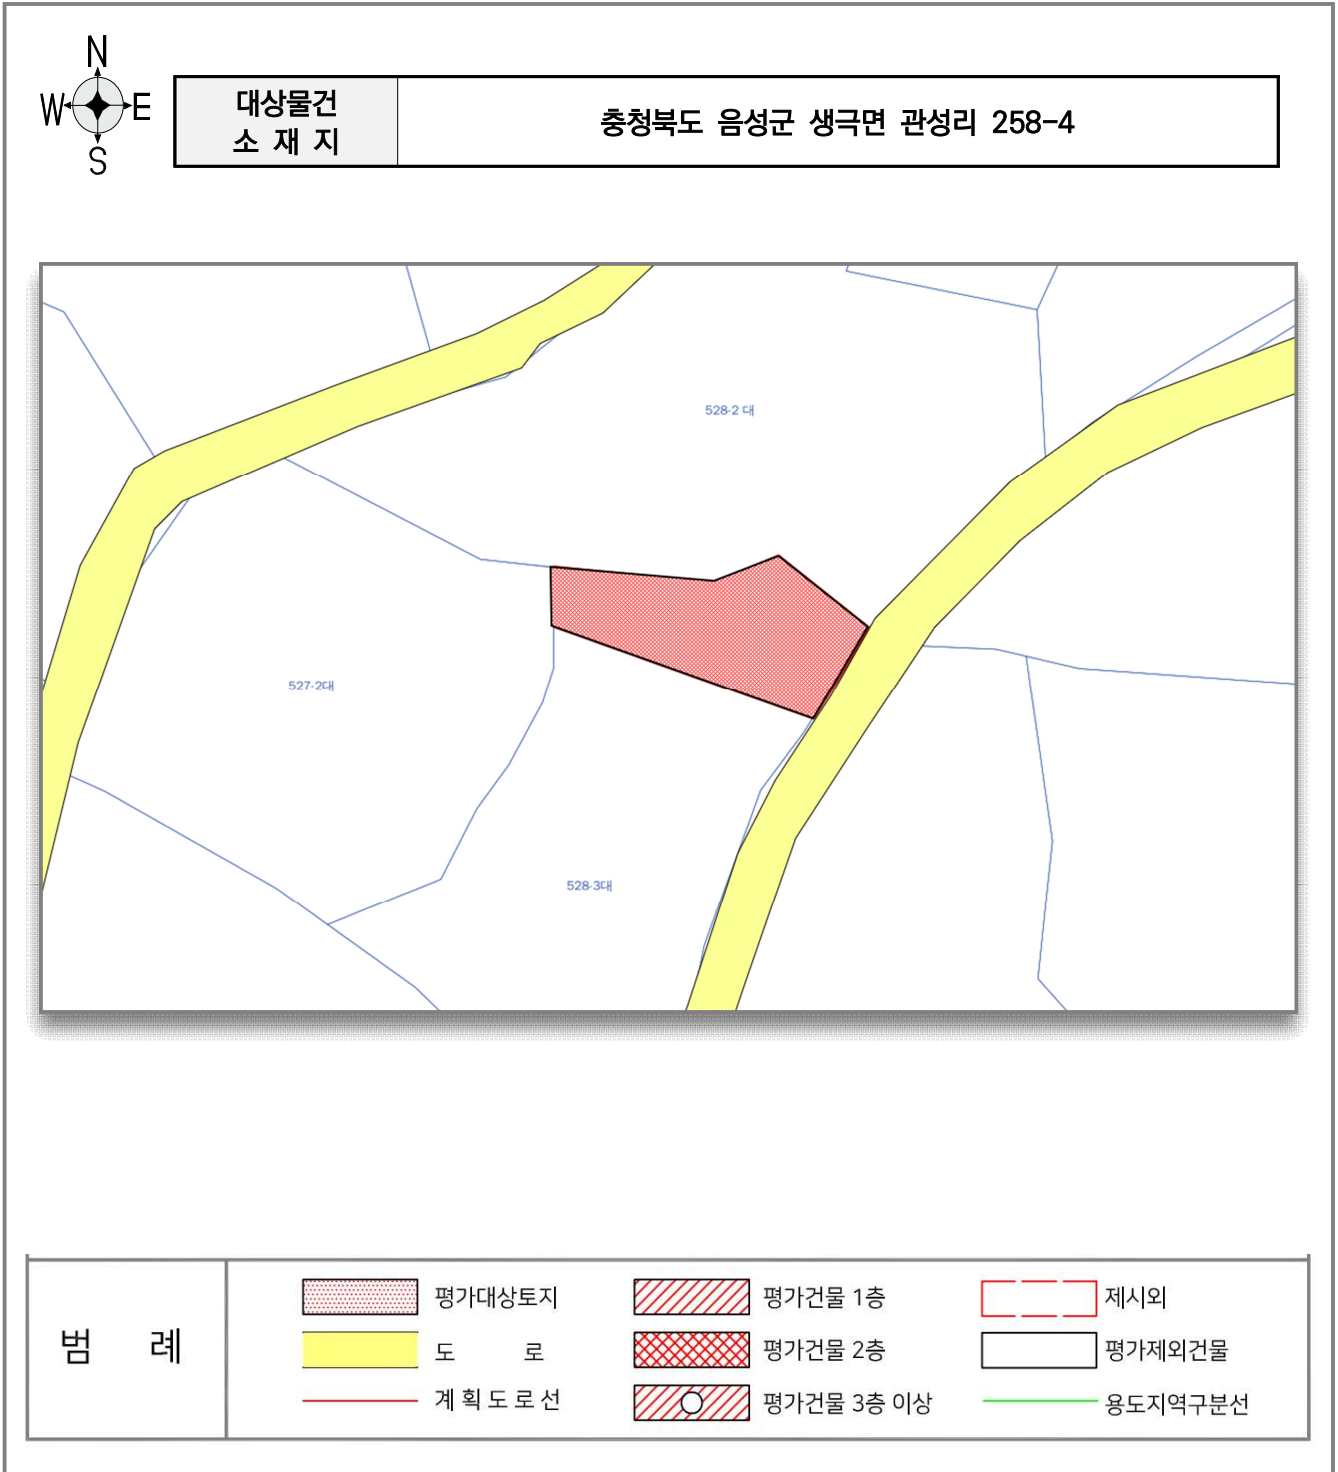 N
W E
S
대상물건
소 재 지
충청북도 음성군 생극면 관성리 258-4
528-2 대
527-2대
528-3대
범 례
평가대상토지
평가건물 1층
제시외
도 로
평가건물 2층
평가제외건물
계 획 도 로 선
평가건물 3층 이상
용도지역구분선